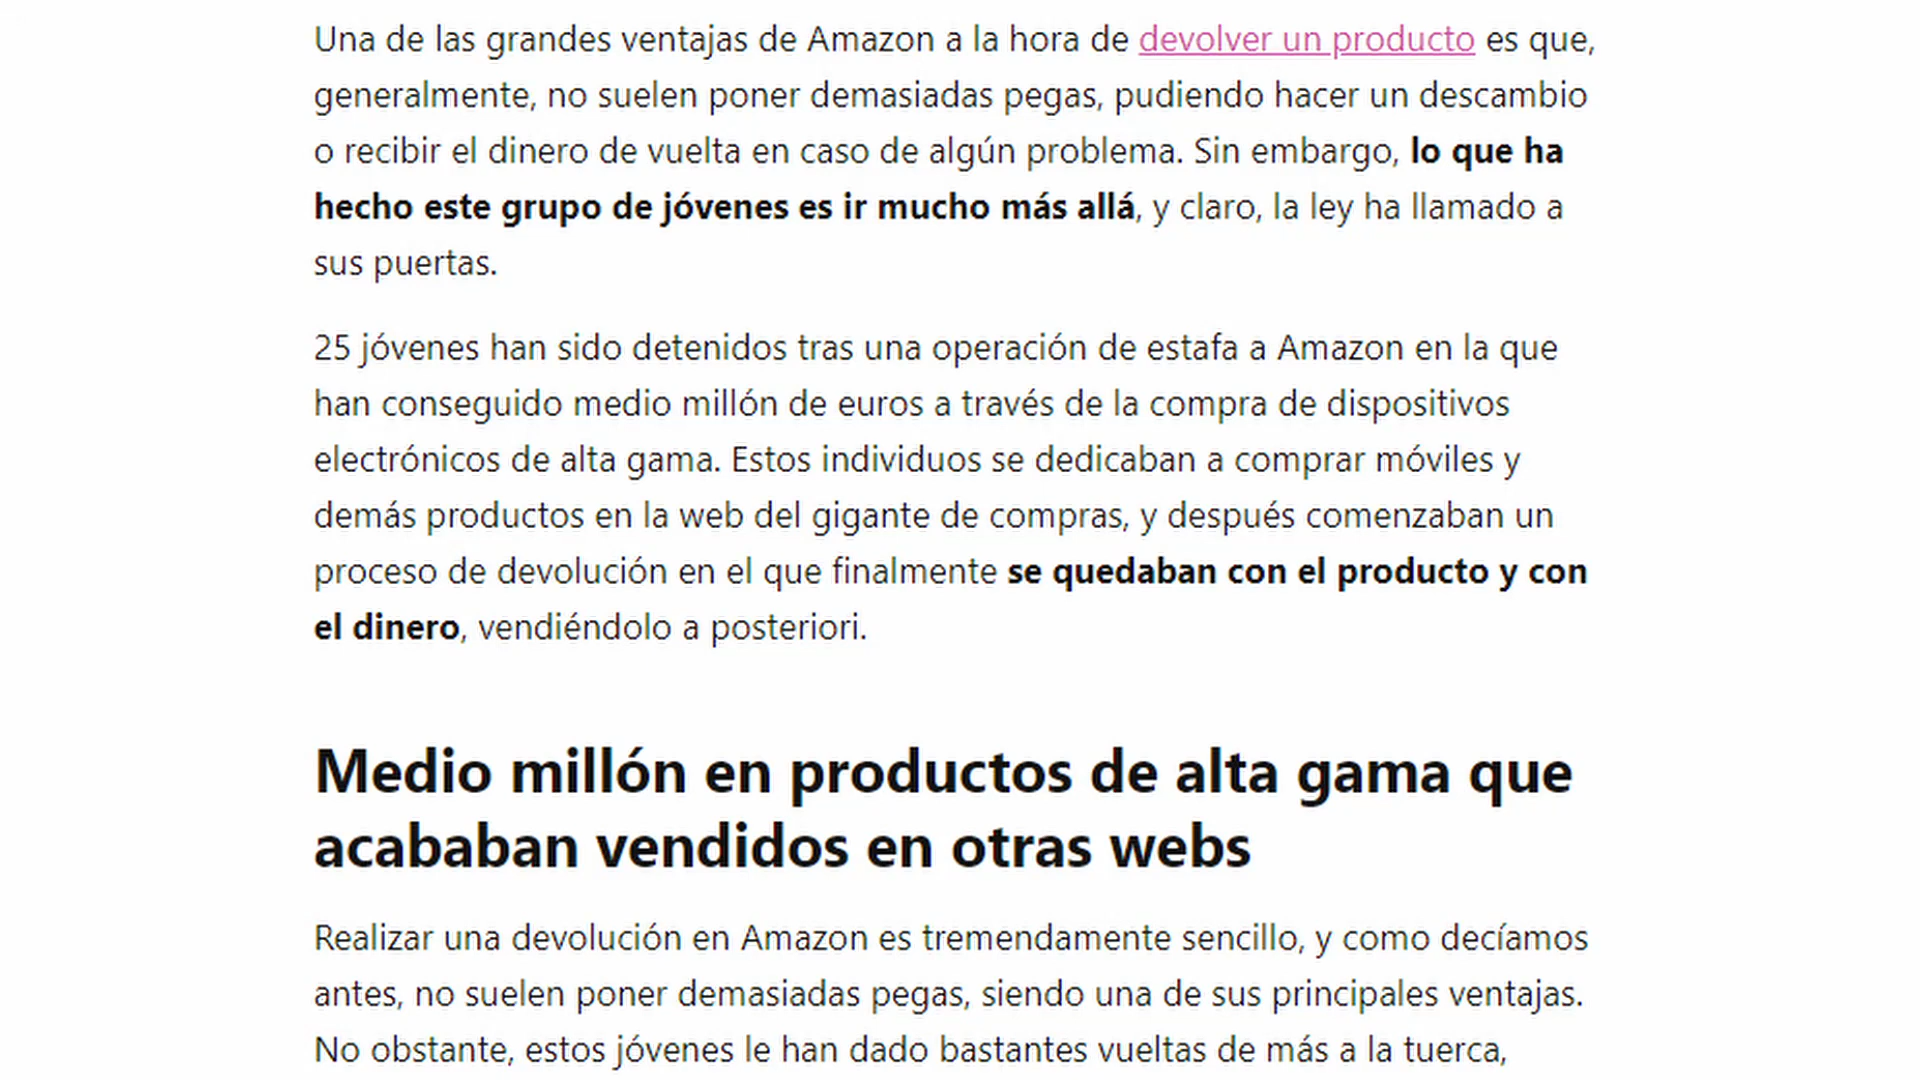 Una de las grandes ventajas de Amazon a la hora de devolver un producto es que,
generalmente, no suelen poner demasiadas pegas, pudiendo hacer un descambio
o recibir el dinero de vuelta en caso de algún problema. Sin embargo, lo que ha
hecho este grupo de jóvenes es ir mucho más allá, y claro, la ley ha llamado a
sus puertas.
25 jóvenes han sido detenidos tras una operación de estafa a Amazon en la que
han conseguido medio millón de euros a través de la compra de dispositivos
electrónicos de alta gama. Estos individuos se dedicaban a comprar móviles y
demás productos en la web del gigante de compras, y después comenzaban un
proceso de devolución en el que finalmente se quedaban con el producto y con
el dinero, vendiéndolo a posteriori.
Medio millón en productos de alta gama que
acababan vendidos en otras webs
Realizar una devolución en Amazon es tremendamente sencillo, y como decíamos
antes, no suelen poner demasiadas pegas, siendo una de sus principales ventajas.
No obstante, estos jóvenes le han dado bastantes vueltas de más a la tuerca,